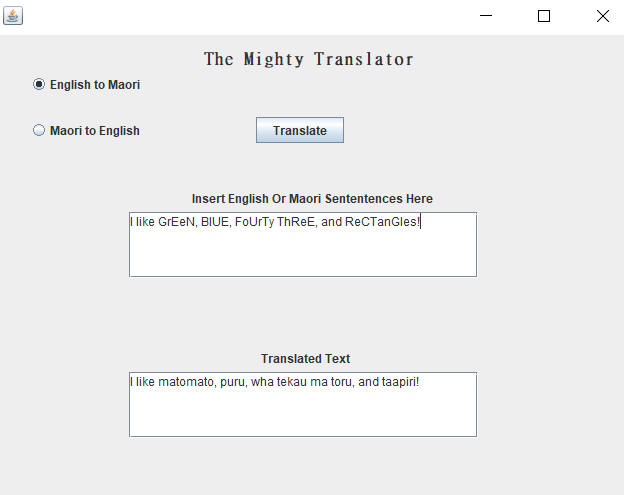 The Mighty Translator
English to Maori
Maori to English
Translate
Insert English Or Maori Sententences Here
I like GrEeN, BlUE, FoUrTy ThReE, and ReCTanGles!
Translated Text
I like matomato, puru, wha tekau ma toru, and taapiri!